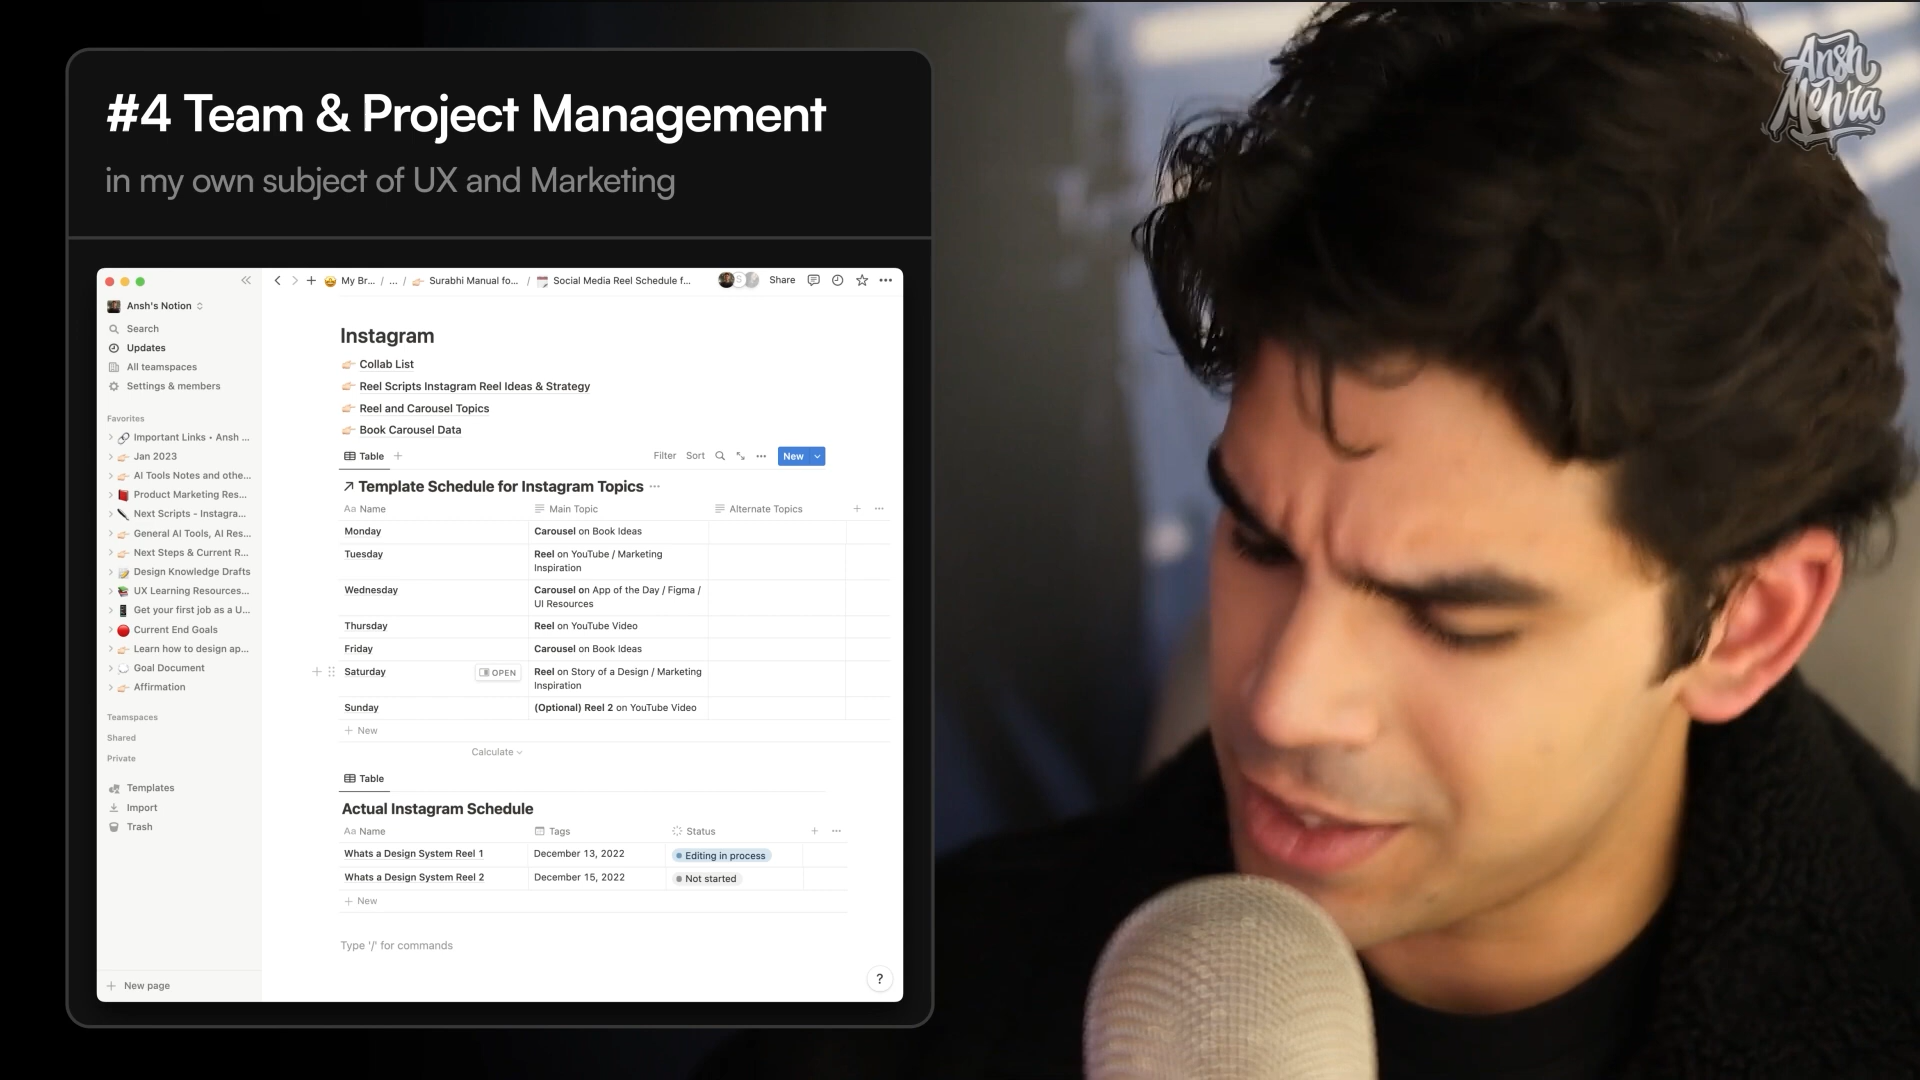 #4 Team & Project Management
in my own subject of UX and Marketing
Ansh
Mehra
My Br... / ... / Surabhi Manual fo... / Social Media Reel Schedule f...
Share
Ansh's Notion
Search
Updates
All teamspaces
Settings & members
Favorites
Important Links • Ansh ...
Jan 2023
AI Tools Notes and othe...
Product Marketing Res...
Next Scripts - Instagra...
General AI Tools, AI Res...
Next Steps & Current R...
Design Knowledge Drafts
UX Learning Resources...
Get your first job as a U...
Current End Goals
Learn how to design ap...
Goal Document
Affirmation
Teamspaces
Shared
Private
Templates
Import
Trash
+ New page
Instagram
Collab List
Reel Scripts Instagram Reel Ideas & Strategy
Reel and Carousel Topics
Book Carousel Data
Table +
Filter Sort ... New
↗ Template Schedule for Instagram Topics ...
Aa Name Main Topic Alternate Topics + ...
Monday Carousel on Book Ideas
Tuesday Reel on YouTube / Marketing
Inspiration
Wednesday Carousel on App of the Day / Figma /
UI Resources
Thursday Reel on YouTube Video
Friday Carousel on Book Ideas
+ Saturday OPEN Reel on Story of a Design / Marketing
Inspiration
Sunday (Optional) Reel 2 on YouTube Video
+ New
Calculate
Table
Actual Instagram Schedule
Aa Name Tags Status + ...
Whats a Design System Reel 1 December 13, 2022 Editing in process
Whats a Design System Reel 2 December 15, 2022 Not started
+ New
Type '/' for commands
?